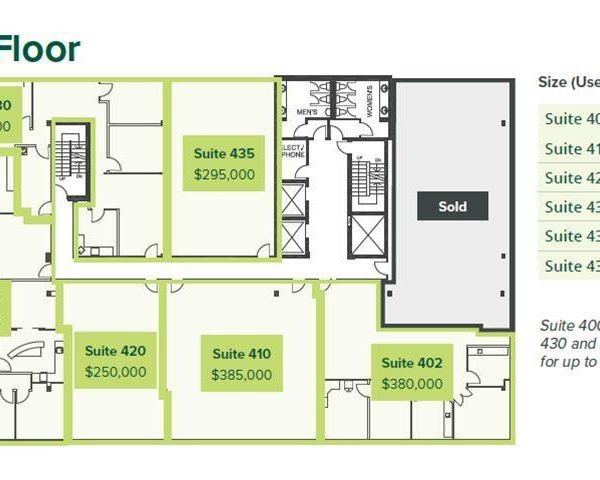 Floor
Size (Use
30
Suite 40
MEN'S
WOMEN'S
Suite 41
ELECT/
PHONE
Suite 435
$295,000
UP
DN
UP
DN
Suite 42
Sold
Suite 43
Suite 43
Suite 43
Suite 400
430 and
for up to
Suite 420
$250,000
Suite 410
$385,000
Suite 402
$380,000